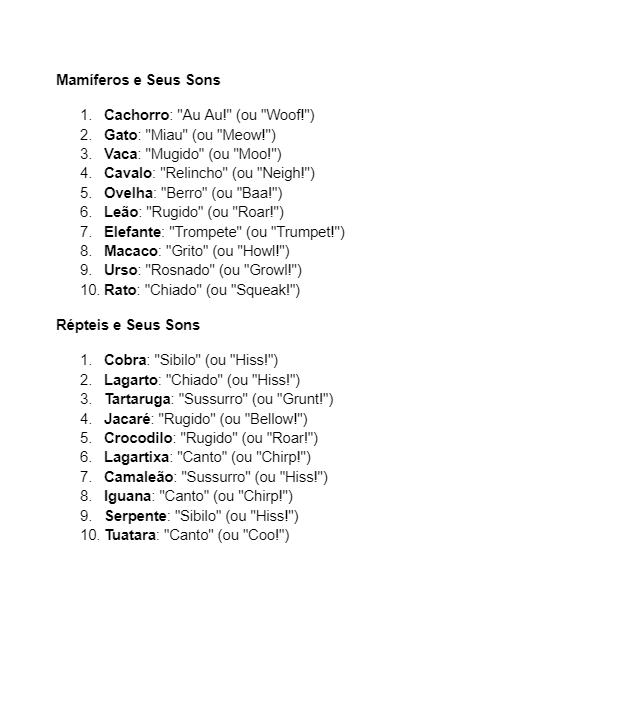 Mamíferos e Seus Sons
1. Cachorro: "Au Au!" (ou "Woof!")
2. Gato: "Miau" (ou "Meow!")
3. Vaca: "Mugido" (ou "Moo!")
4. Cavalo: "Relincho" (ou "Neigh!")
5. Ovelha: "Berro" (ou "Baa!")
6. Leão: "Rugido" (ou "Roar!")
7. Elefante: "Trompete" (ou "Trumpet!")
8. Macaco: "Grito" (ou "Howl!")
9. Urso: "Rosnado" (ou "Growl!")
10. Rato: "Chiado" (ou "Squeak!")
Répteis e Seus Sons
1. Cobra: "Sibilo" (ou "Hiss!")
2. Lagarto: "Chiado" (ou "Hiss!")
3. Tartaruga: "Sussurro" (ou "Grunt!")
4. Jacaré: "Rugido" (ou "Bellow!")
5. Crocodilo: "Rugido" (ou "Roar!")
6. Lagartixa: "Canto" (ou "Chirp!")
7. Camaleão: "Sussurro" (ou "Hiss!")
8. Iguana: "Canto" (ou "Chirp!")
9. Serpente: "Sibilo" (ou "Hiss!")
10. Tuatara: "Canto" (ou "Coo!")